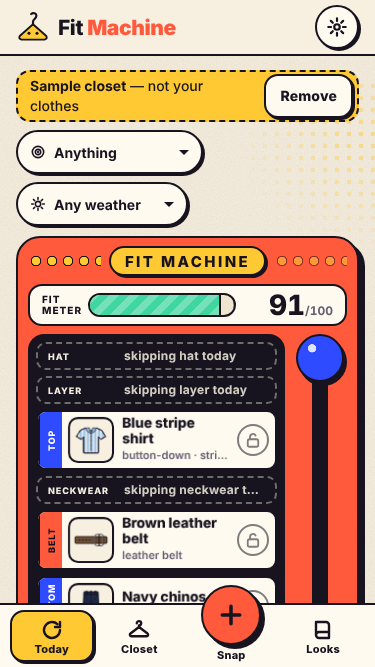 Fit Machine
Sample closet — not your
clothes
Remove
Anything
Any weather
FIT MACHINE
FIT
METER
91/100
HAT skipping hat today
LAYER skipping layer today
TOP
Blue stripe
shirt
button-down · stri...
NECKWEAR skipping neckwear t...
BELT
Brown leather
belt
leather belt
OM
Navy chinos
Today
Closet
Snap
Looks